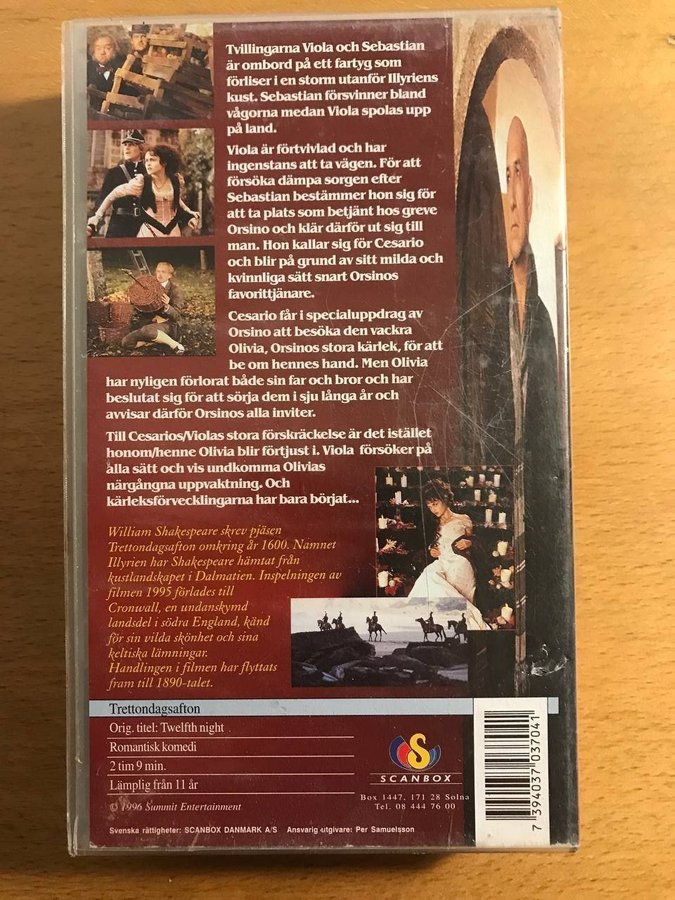 Tvillingarna Viola och Sebastian
är ombord på ett fartyg som
förliser i en storm utanför Illyriens
kust. Sebastian försvinner bland
vågorna medan Viola spolas upp
på land.
Viola är förtvivlad och har
ingenstans att ta vägen. För att
försöka dämpa sorgen efter
Sebastian bestämmer hon sig för
att ta plats som betjänt hos greve
Orsino och klär därför ut sig till
man. Hon kallar sig för Cesario
och blir på grund av sitt milda och
kvinnliga sätt snart Orsinos
favorittjänare.
Cesario får i specialuppdrag av
Orsino att besöka den vackra
Olivia, Orsinos stora kärlek, för att
be om hennes hand. Men Olivia
har nyligen förlorat både sin far och bror och har
beslutat sig för att sörja dem i sju långa år och
avvisar därför Orsinos alla inviter.
Till Cesarios/Violas stora förskräckelse är det istället
honom/henne Olivia blir förtjust i. Viola försöker på
alla sätt och vis undkomma Olivias
närgångna uppvaktning. Och
kärleksförvecklingarna har bara börjat...
William Shakespeare skrev pjäsen
Trettondagsafton omkring år 1600. Namnet
Illyrien har Shakespeare hämtat från
kustlandskapet i Dalmatien. Inspelningen av
filmen 1995 förlades till
Cronwall, en undanskymd
landsdel i södra England, känd
för sin vilda skönhet och sina
keltiska lämningar.
Handlingen i filmen har flyttats
fram till 1890-talet.
Trettondagsafton
Orig. titel: Twelfth night
Romantisk komedi
2 tim 9 min.
Lämplig från 11 år
© 1996 Summit Entertainment
SCANBOX
Box 1447, 171 28 Solna
Tel. 08 444 76 00
7 394037 037041
Svenska rättigheter: SCANBOX DANMARK A/S Ansvarig utgivare: Per Samuelsson